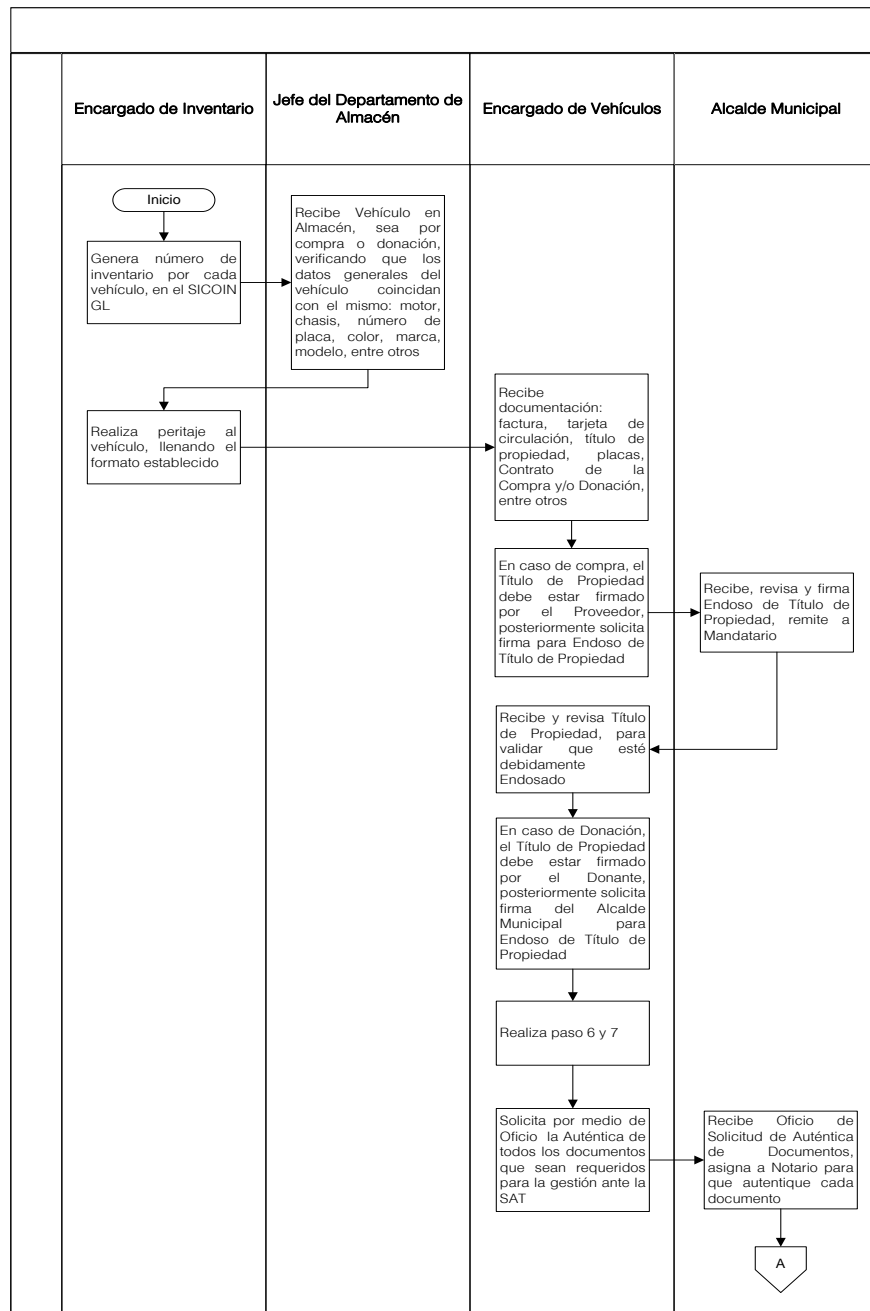 Encargado de Inventario
Jefe del Departamento de
Almacén
Encargado de Vehículos
Alcalde Municipal
Inicio
Genera número de
inventario por cada
vehículo, en el SICOIN
GL
Recibe Vehículo en
Almacén, sea por
compra o donación,
verificando que los
datos generales del
vehículo coincidan
con el mismo: motor,
chasis, número de
placa, color, marca,
modelo, entre otros
Realiza peritaje al
vehículo, llenando el
formato establecido
Recibe
documentación:
factura, tarjeta de
circulación, título de
propiedad, placas,
Contrato de la
Compra y/o Donación,
entre otros
En caso de compra, el
Título de Propiedad
debe estar firmado
por el Proveedor,
posteriormente solicita
firma para Endoso de
Título de Propiedad
Recibe, revisa y firma
Endoso de Título de
Propiedad, remite a
Mandatario
Recibe y revisa Título
de Propiedad, para
validar que esté
debidamente
Endosado
En caso de Donación,
el Título de Propiedad
debe estar firmado
por el Donante,
posteriormente solicita
firma del Alcalde
Municipal para
Endoso de Título de
Propiedad
Realiza paso 6 y 7
Solicita por medio de
Oficio la Auténtica de
todos los documentos
que sean requeridos
para la gestión ante la
SAT
Recibe Oficio de
Solicitud de Auténtica
de Documentos,
asigna a Notario para
que autentique cada
documento
A